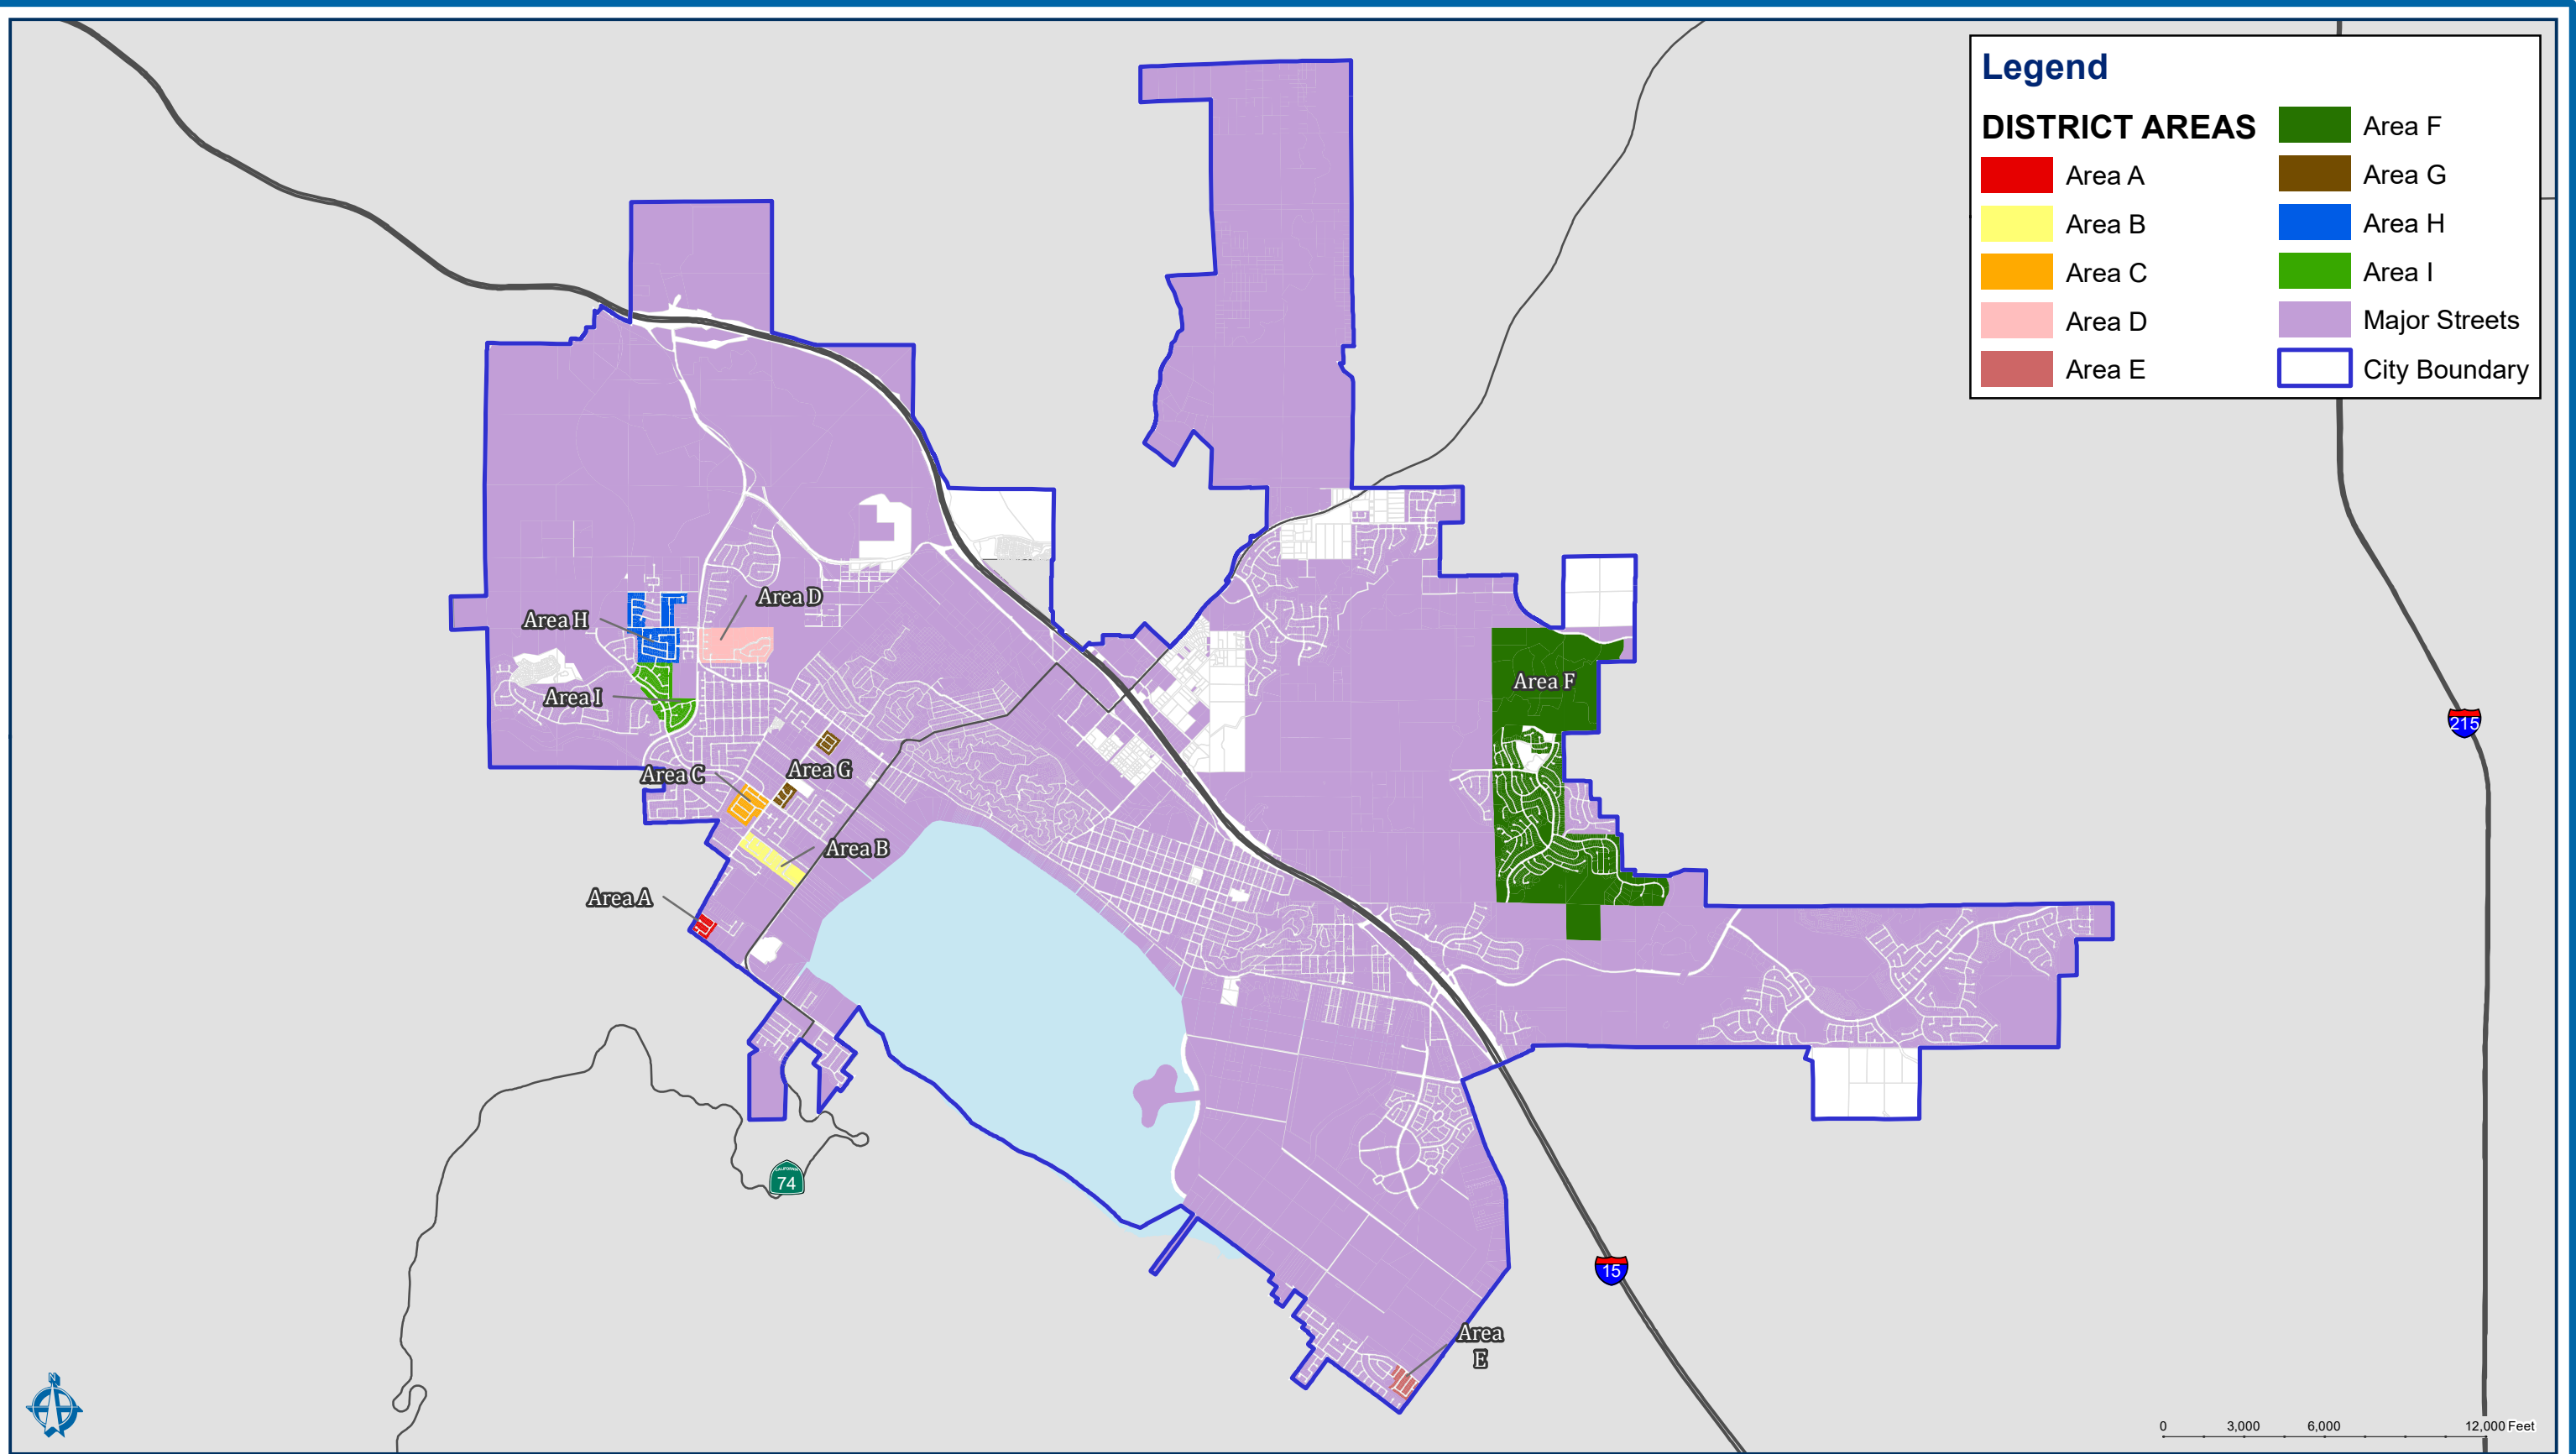 Legend
DISTRICT AREAS
Area A
Area B
Area C
Area D
Area E
Area F
Area G
Area H
Area I
Major Streets
City Boundary
Area D
Area H
Area F
Area I
215
Area C
Area G
Area B
Area A
CALIFORNIA
74
15
Area
E
N
0 3,000 6,000 12,000 Feet